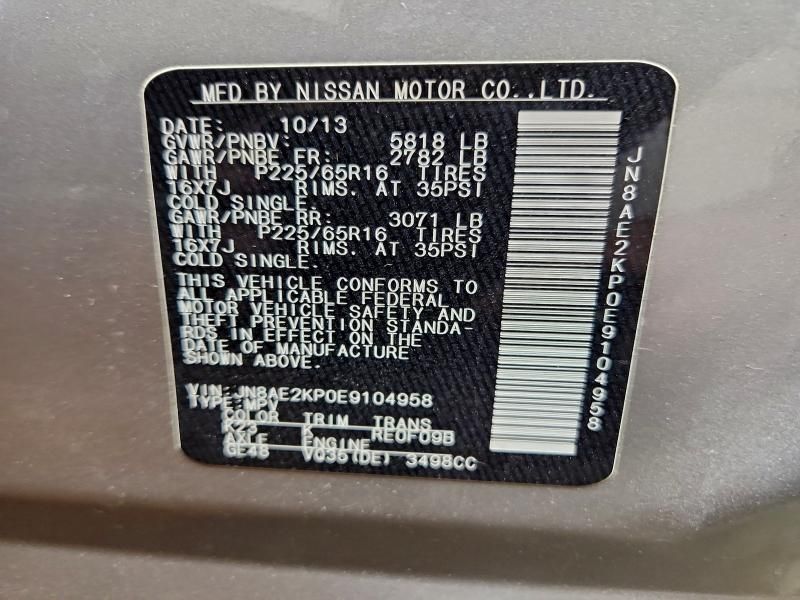 MFD BY NISSAN MOTOR CO.,LTD.
DATE: 10/13
GVWR/PNBV: 5818 LB
GAWR/PNBE FR: 2782 LB
WITH P225/65R16 TIRES
16X7J RIMS. AT 35PSI
COLD SINGLE.
GAWR/PNBE RR: 3071 LB
WITH P225/65R16 TIRES
16X7J RIMS. AT 35PSI
COLD SINGLE.
THIS VEHICLE CONFORMS TO
ALL APPLICABLE FEDERAL
MOTOR VEHICLE SAFETY AND
THEFT PREVENTION STANDA-
RDS IN EFFECT ON THE
DATE OF MANUFACTURE
SHOWN ABOVE.
VIN: JN8AE2KP0E9104958
TYPE: MPV
COLOR TRIM TRANS
K23 K RE0F09B
AXLE ENGINE
GE48 VQ35(DE) 3498CC
JN8AE2KP0E9104958